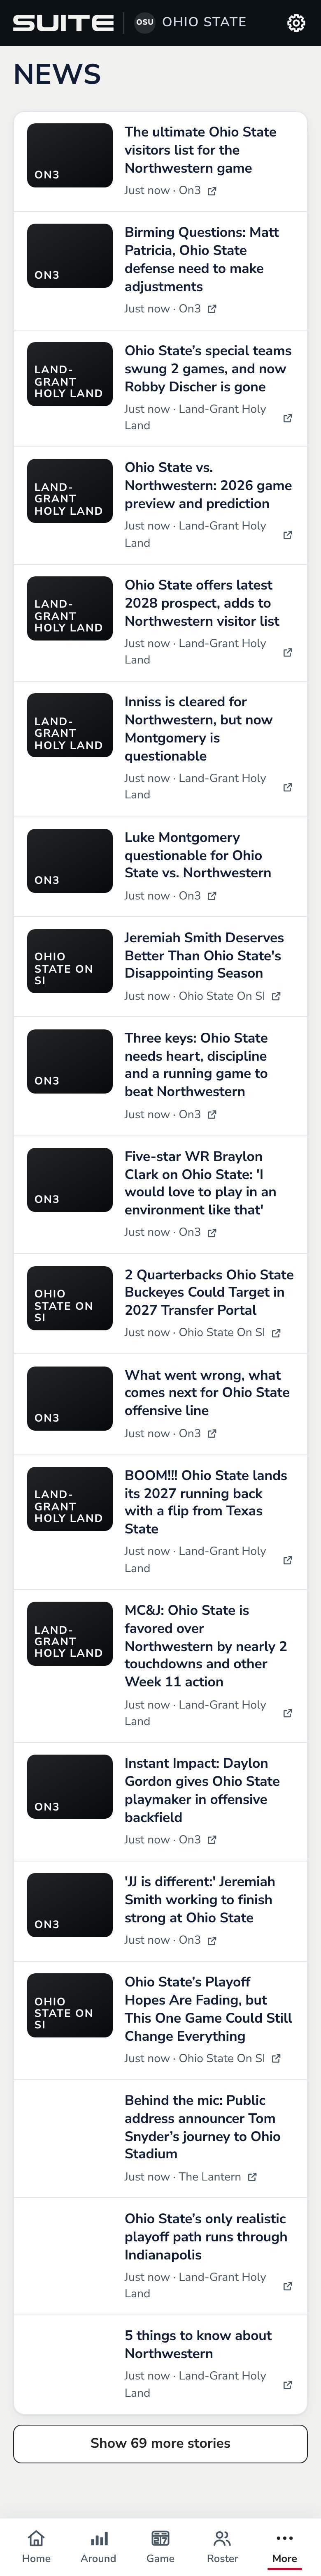 SUITE OSU OHIO STATE
NEWS
ON3
The ultimate Ohio State
visitors list for the
Northwestern game
Just now · On3
ON3
Birming Questions: Matt
Patricia, Ohio State
defense need to make
adjustments
Just now · On3
LAND-
GRANT
HOLY LAND
Ohio State’s special teams
swung 2 games, and now
Robby Discher is gone
Just now · Land-Grant Holy
Land
LAND-
GRANT
HOLY LAND
Ohio State vs.
Northwestern: 2026 game
preview and prediction
Just now · Land-Grant Holy
Land
LAND-
GRANT
HOLY LAND
Ohio State offers latest
2028 prospect, adds to
Northwestern visitor list
Just now · Land-Grant Holy
Land
LAND-
GRANT
HOLY LAND
Inniss is cleared for
Northwestern, but now
Montgomery is
questionable
Just now · Land-Grant Holy
Land
ON3
Luke Montgomery
questionable for Ohio
State vs. Northwestern
Just now · On3
OHIO
STATE ON
SI
Jeremiah Smith Deserves
Better Than Ohio State's
Disappointing Season
Just now · Ohio State On SI
ON3
Three keys: Ohio State
needs heart, discipline
and a running game to
beat Northwestern
Just now · On3
ON3
Five-star WR Braylon
Clark on Ohio State: 'I
would love to play in an
environment like that'
Just now · On3
OHIO
STATE ON
SI
2 Quarterbacks Ohio State
Buckeyes Could Target in
2027 Transfer Portal
Just now · Ohio State On SI
ON3
What went wrong, what
comes next for Ohio State
offensive line
Just now · On3
LAND-
GRANT
HOLY LAND
BOOM!!! Ohio State lands
its 2027 running back
with a flip from Texas
State
Just now · Land-Grant Holy
Land
LAND-
GRANT
HOLY LAND
MC&J: Ohio State is
favored over
Northwestern by nearly 2
touchdowns and other
Week 11 action
Just now · Land-Grant Holy
Land
ON3
Instant Impact: Daylon
Gordon gives Ohio State
playmaker in offensive
backfield
Just now · On3
ON3
'JJ is different:' Jeremiah
Smith working to finish
strong at Ohio State
Just now · On3
OHIO
STATE ON
SI
Ohio State’s Playoff
Hopes Are Fading, but
This One Game Could Still
Change Everything
Just now · Ohio State On SI
Behind the mic: Public
address announcer Tom
Snyder’s journey to Ohio
Stadium
Just now · The Lantern
Ohio State’s only realistic
playoff path runs through
Indianapolis
Just now · Land-Grant Holy
Land
5 things to know about
Northwestern
Just now · Land-Grant Holy
Land
Show 69 more stories
Home Around Game Roster More